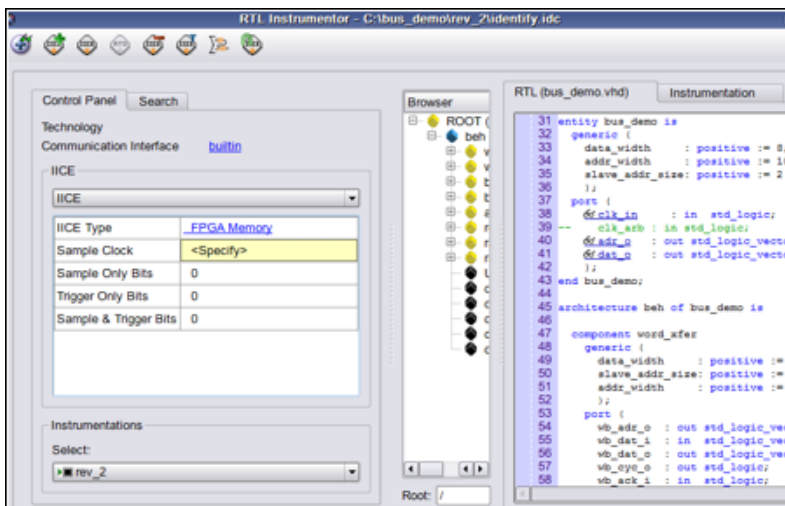 RTL Instrumentor - C:\bus_demo\rev_2\identify.idc
Control Panel
Search
Technology
Communication Interface builtin
IICE
IICE
IICE Type FPGA Memory
Sample Clock <Specify>
Sample Only Bits 0
Trigger Only Bits 0
Sample & Trigger Bits 0
Instrumentations
Select:
rev_2
Browser
ROOT (
beh
Root: /
RTL (bus_demo.vhd)
Instrumentation
31 entity bus_demo is
32 generic (
33 data_width : positive := 8
34 addr_width : positive := 1
35 slave_addr_size: positive := 2
36 );
37 port (
38 clk_in : in std_logic;
39 -- clk_arb : in std_logic;
40 adr_o : out std_logic_vect
41 dat_o : out std_logic_vect
42 );
43 end bus_demo;
44
45 architecture beh of bus_demo is
46
47 component word_xfer
48 generic (
49 data_width : positive :=
50 slave_addr_size: positive :=
51 addr_width : positive :=
52 );
53 port (
54 wb_adr_o : out std_logic_vec
55 wb_dat_i : in std_logic_vec
56 wb_dat_o : out std_logic_vec
57 wb_cyc_o : out std_logic;
58 wb_ack_i : in std_logic;